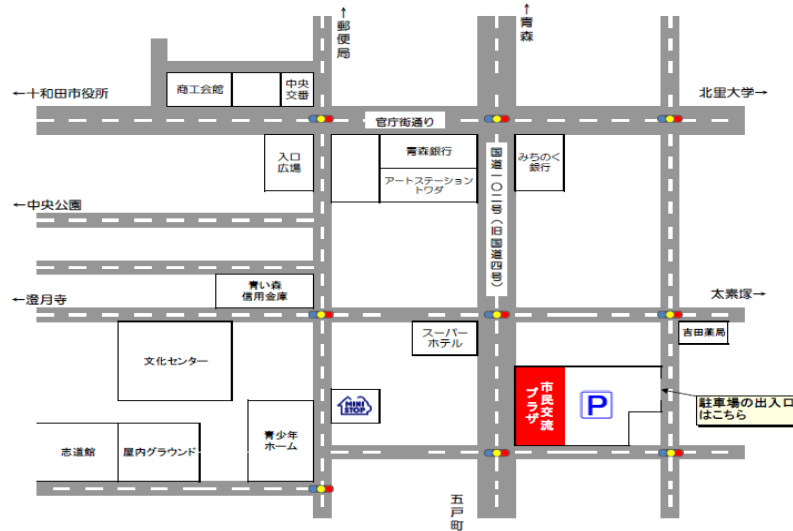 ↑郵便局
↑青森
商工会館
中央
交番
←十和田市役所
北里大学→
官庁街通り
入口
広場
青森銀行
アートステーション
トワダ
国道一〇二号(旧国道四号)
みちのく
銀行
←中央公園
青い森
信用金庫
←澄月寺
太素塚→
スーパー
ホテル
吉田薬局
文化センター
MINI
STOP
市民交流
プラザ
P
駐車場の出入口
はこちら
青少年
ホーム
志道館
屋内グラウンド
五戸町